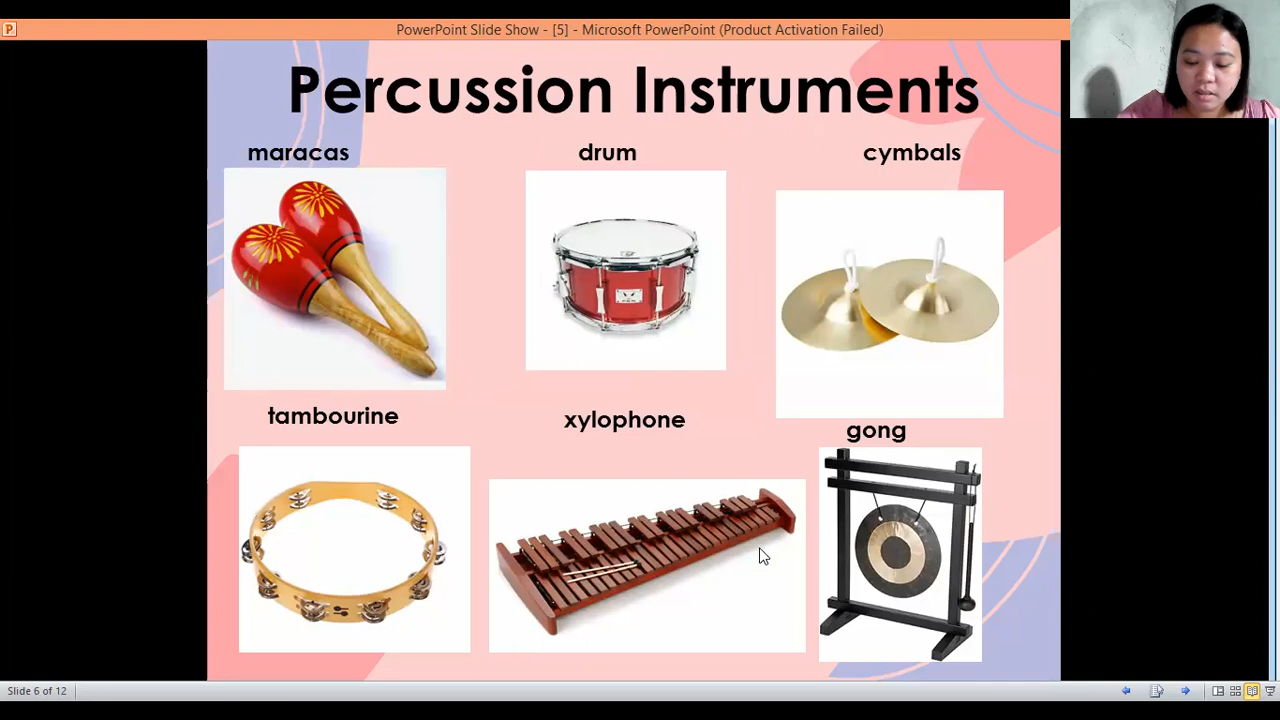 PowerPoint Slide Show - [5] - Microsoft PowerPoint (Product Activation Failed)
Percussion Instruments
maracas
drum
cymbals
tambourine
xylophone
gong
Slide 6 of 12